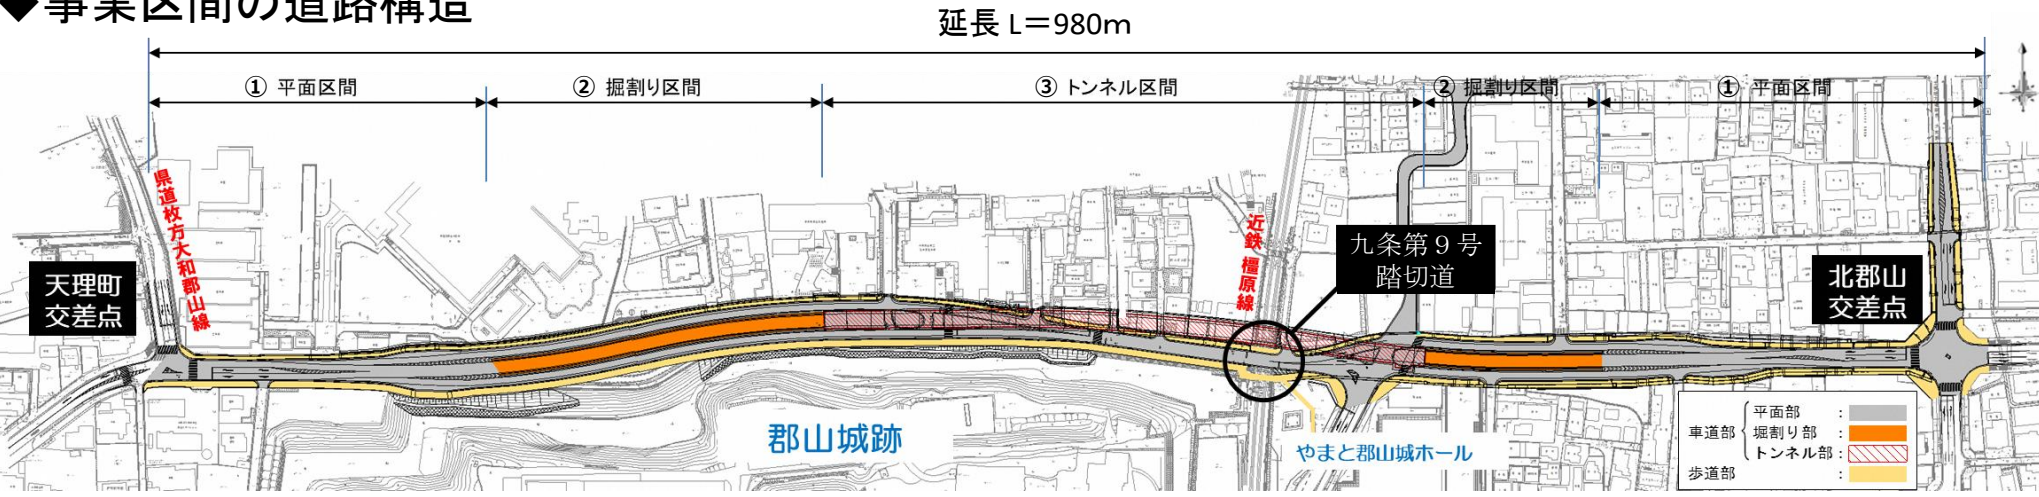 ◆事業区間の道路構造
延長 L＝980m
① 平面区間
② 掘割り区間
③ トンネル区間
② 掘割り区間
① 平面区間
県道枚方大和郡山線
近鉄 橿原線
九条第９号
踏切道
天理町
交差点
北郡山
交差点
郡山城跡
やまと郡山城ホール
車道部
平面部 ：
堀割り部 ：
トンネル部：
歩道部 ：